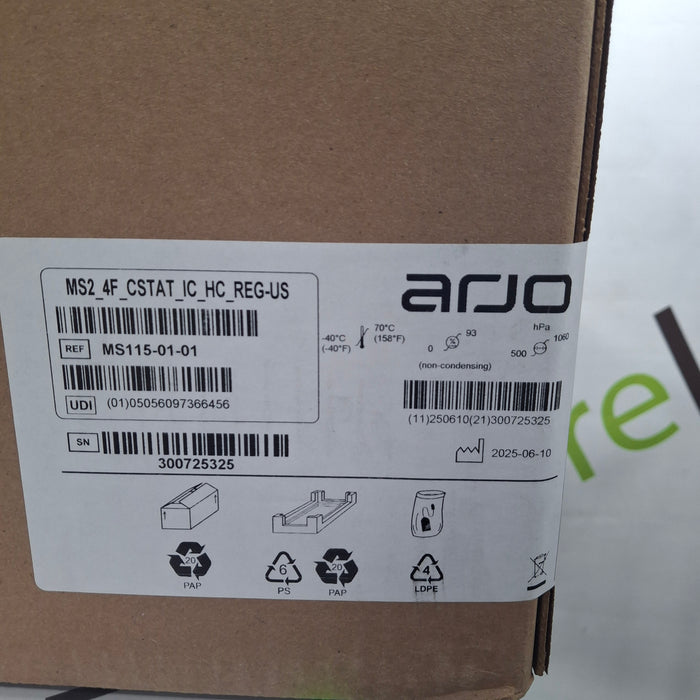 MS2_4F_CSTAT_IC_HC_REG-US
REF MS115-01-01
UDI (01)05056097366456
SN
300725325
arjo
-40°C
(-40°F)
70°C
(158°F)
0 % 93
(non-condensing)
hPa
500 1060
(11)250610(21)300725325
2025-06-10
20
PAP
6
PS
20
PAP
4
LDPE
re